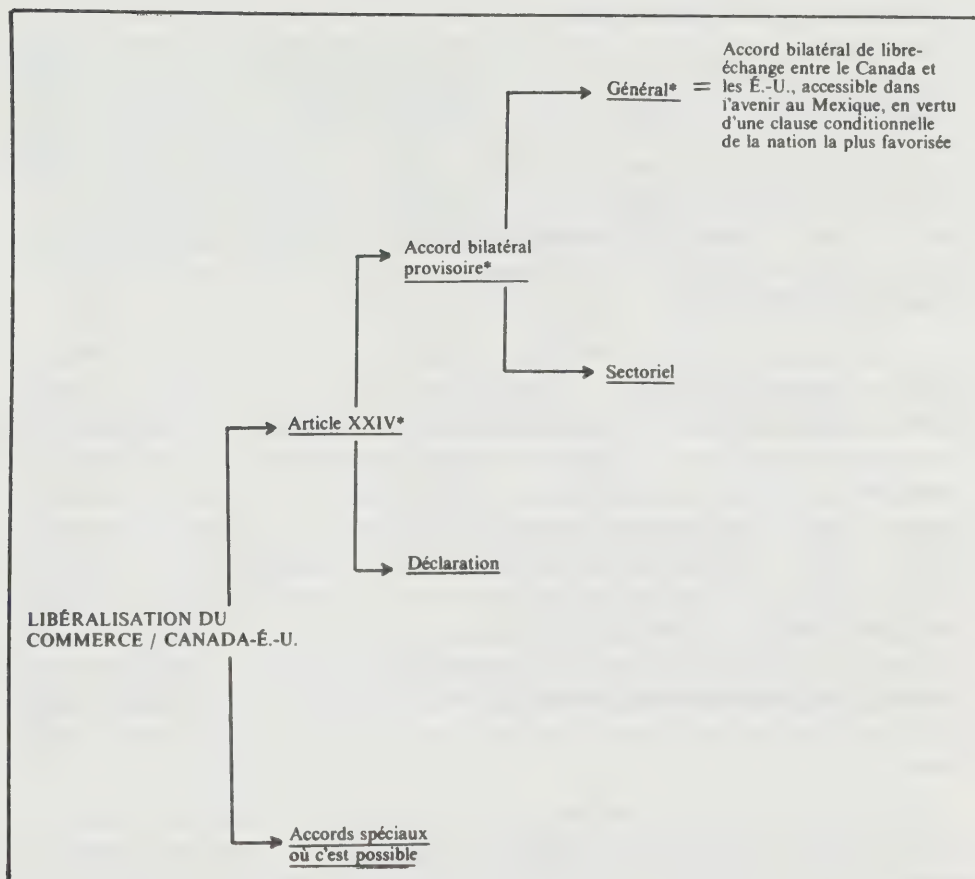 Général* =
Accord bilatéral de libre-
échange entre le Canada et
les É.-U., accessible dans
l'avenir au Mexique, en vertu
d'une clause conditionnelle
de la nation la plus favorisée
Accord bilatéral
provisoire*
Sectoriel
Article XXIV*
Déclaration
LIBÉRALISATION DU
COMMERCE / CANADA-É.-U.
Accords spéciaux
où c'est possible